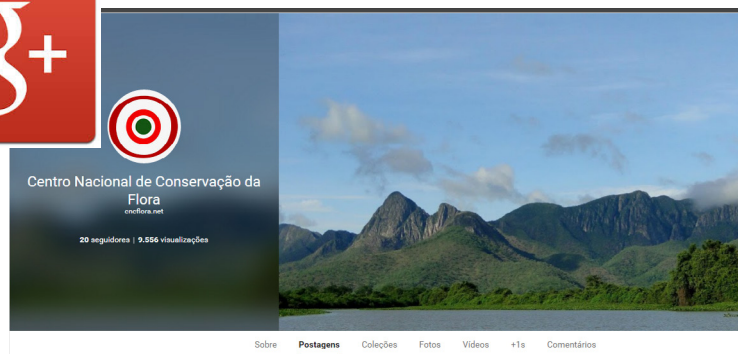 g+
Centro Nacional de Conservação da
Flora
cncflora.net
20 seguidores | 9.556 visualizações
Sobre Postagens Coleções Fotos Vídeos +1s Comentários